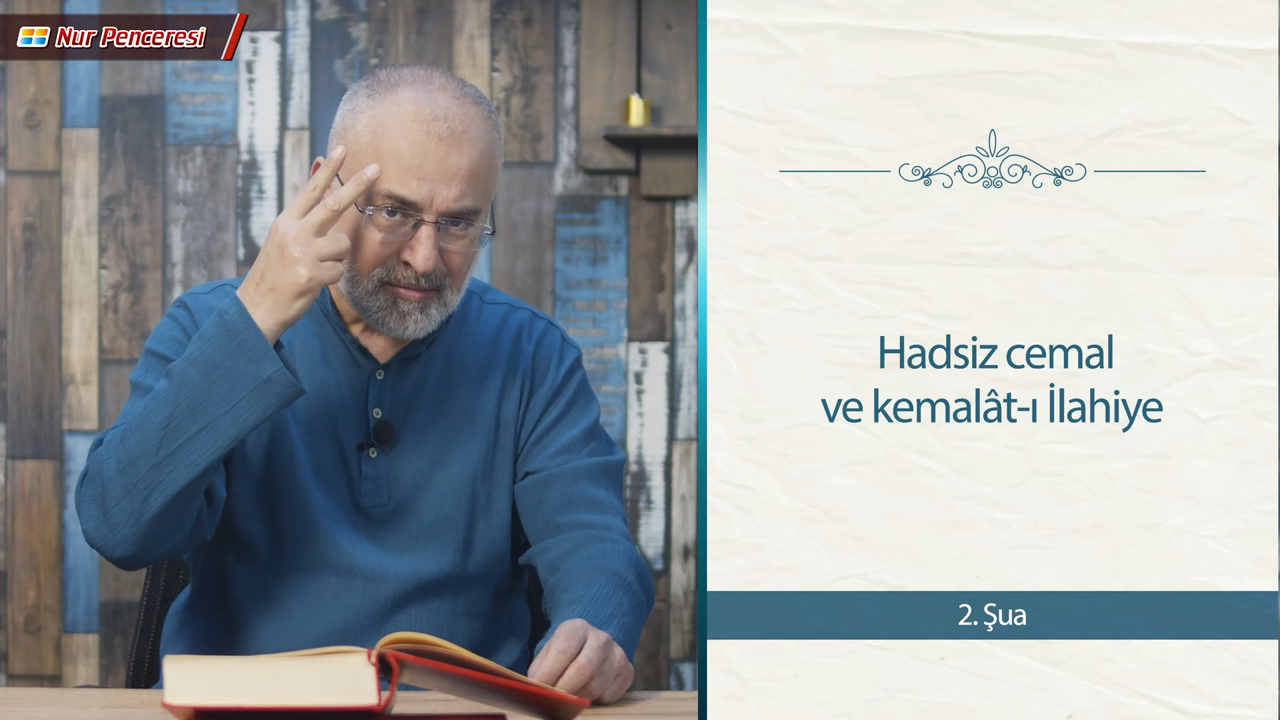 Nur Penceresi
Hadsiz cemal
ve kemalât-ı İlahiye
2. Şua